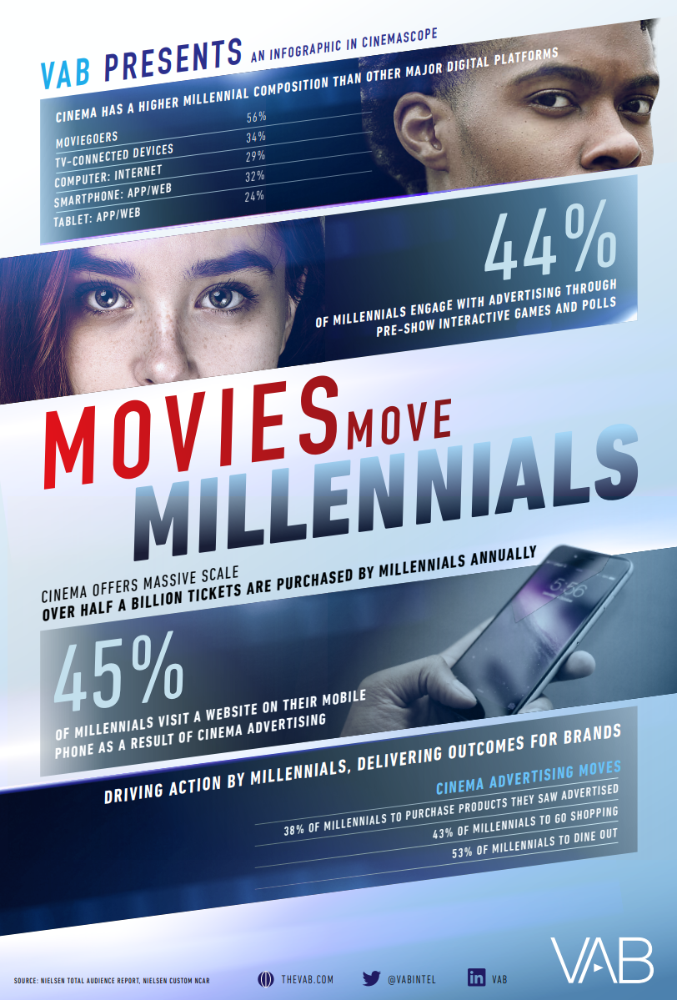 VAB PRESENTS AN INFOGRAPHIC IN CINEMASCOPE
CINEMA HAS A HIGHER MILLENNIAL COMPOSITION THAN OTHER MAJOR DIGITAL PLATFORMS
MOVIEGOERS 56%
TV-CONNECTED DEVICES 34%
COMPUTER: INTERNET 29%
SMARTPHONE: APP/WEB 32%
TABLET: APP/WEB 24%
44%
OF MILLENNIALS ENGAGE WITH ADVERTISING THROUGH
PRE-SHOW INTERACTIVE GAMES AND POLLS
MOVIES MOVE
MILLENNIALS
CINEMA OFFERS MASSIVE SCALE
OVER HALF A BILLION TICKETS ARE PURCHASED BY MILLENNIALS ANNUALLY
5:56
45%
OF MILLENNIALS VISIT A WEBSITE ON THEIR MOBILE
PHONE AS A RESULT OF CINEMA ADVERTISING
DRIVING ACTION BY MILLENNIALS, DELIVERING OUTCOMES FOR BRANDS
CINEMA ADVERTISING MOVES
38% OF MILLENNIALS TO PURCHASE PRODUCTS THEY SAW ADVERTISED
43% OF MILLENNIALS TO GO SHOPPING
53% OF MILLENNIALS TO DINE OUT
SOURCE: NIELSEN TOTAL AUDIENCE REPORT, NIELSEN CUSTOM NCAR
THEVAB.COM
@VABINTEL
in VAB
VAB